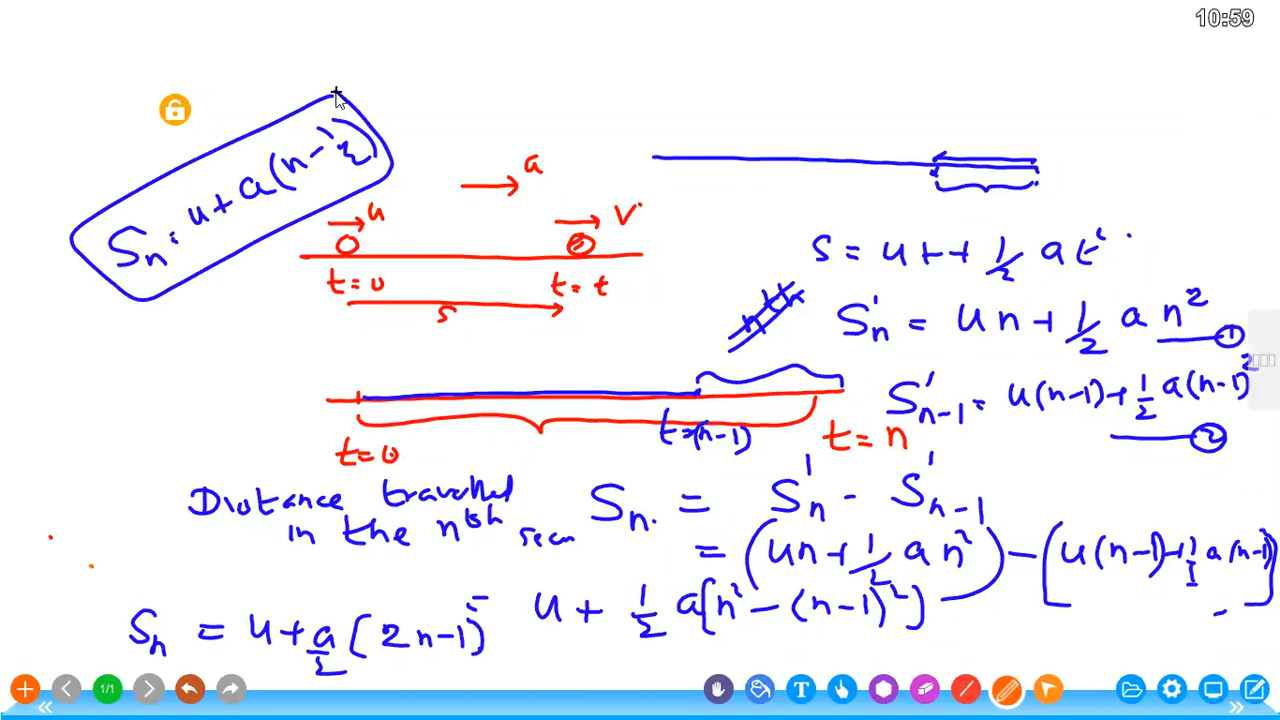 10:59
Sn = u + a(n - 1/2)
a
u
V
t = 0
t = t
s
S = ut + 1/2 at²
nth
S'n = un + 1/2 an² ①
S'n-1 = u(n-1) + 1/2 a(n-1)² ②
t = 0
t = (n-1)
t = n
Distance travelled
in the nth secon
Sn = S'n - S'n-1
= (un + 1/2 an²) - [u(n-1) + 1/2 a(n-1)]
= u + 1/2 a[n² - (n-1)²]
Sn = u + a/2 [2n-1]
1/1
T